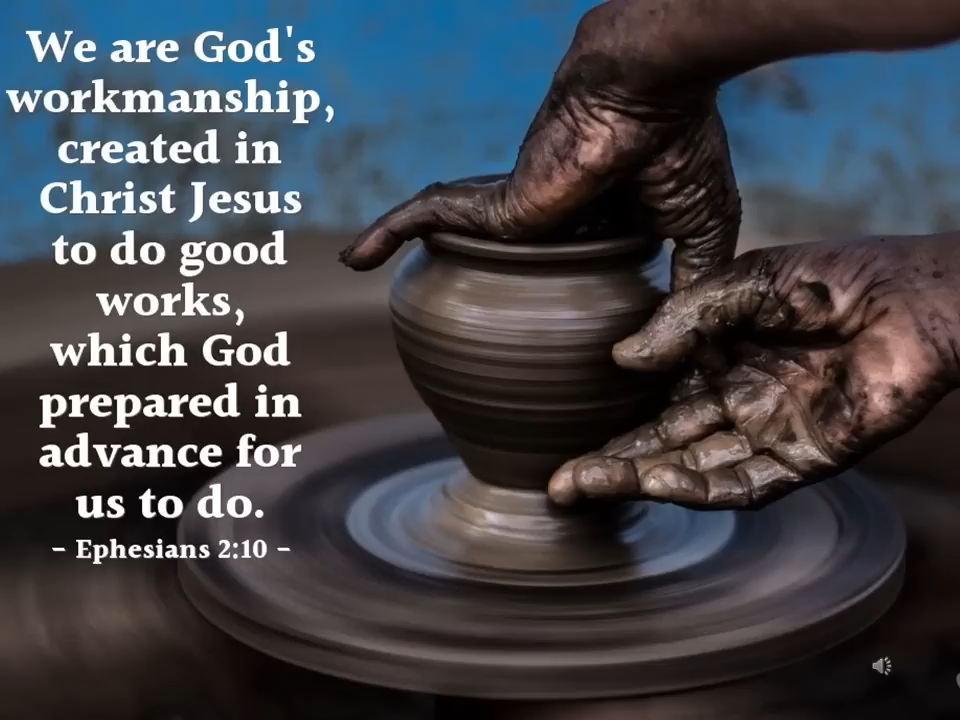 We are God's
workmanship,
created in
Christ Jesus
to do good
works,
which God
prepared in
advance for
us to do.
- Ephesians 2:10 -